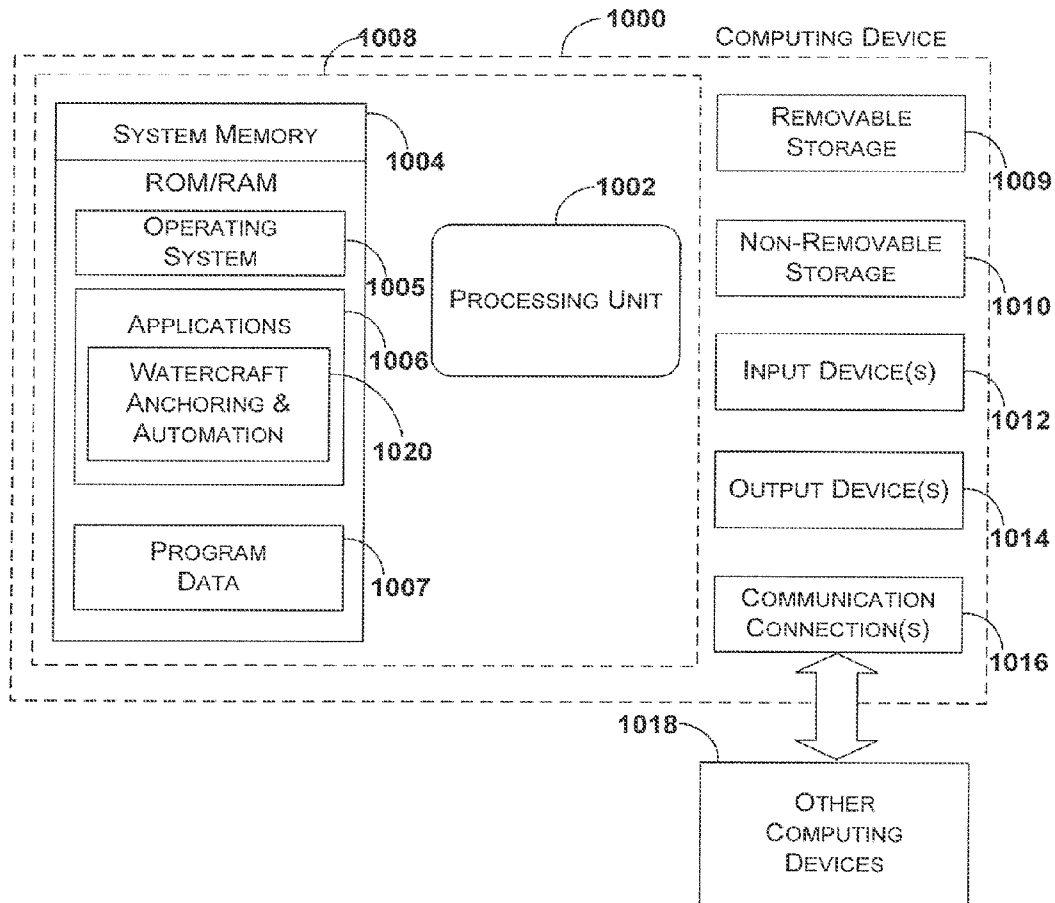 1000
COMPUTING DEVICE
1008
SYSTEM MEMORY
1004
ROM/RAM
OPERATING
SYSTEM
1005
APPLICATIONS
1006
WATERCRAFT
ANCHORING &
AUTOMATION
1020
PROGRAM
DATA
1007
1002
PROCESSING UNIT
REMOVABLE
STORAGE
1009
NON-REMOVABLE
STORAGE
1010
INPUT DEVICE(S)
1012
OUTPUT DEVICE(S)
1014
COMMUNICATION
CONNECTION(S)
1016
1018
OTHER
COMPUTING
DEVICES